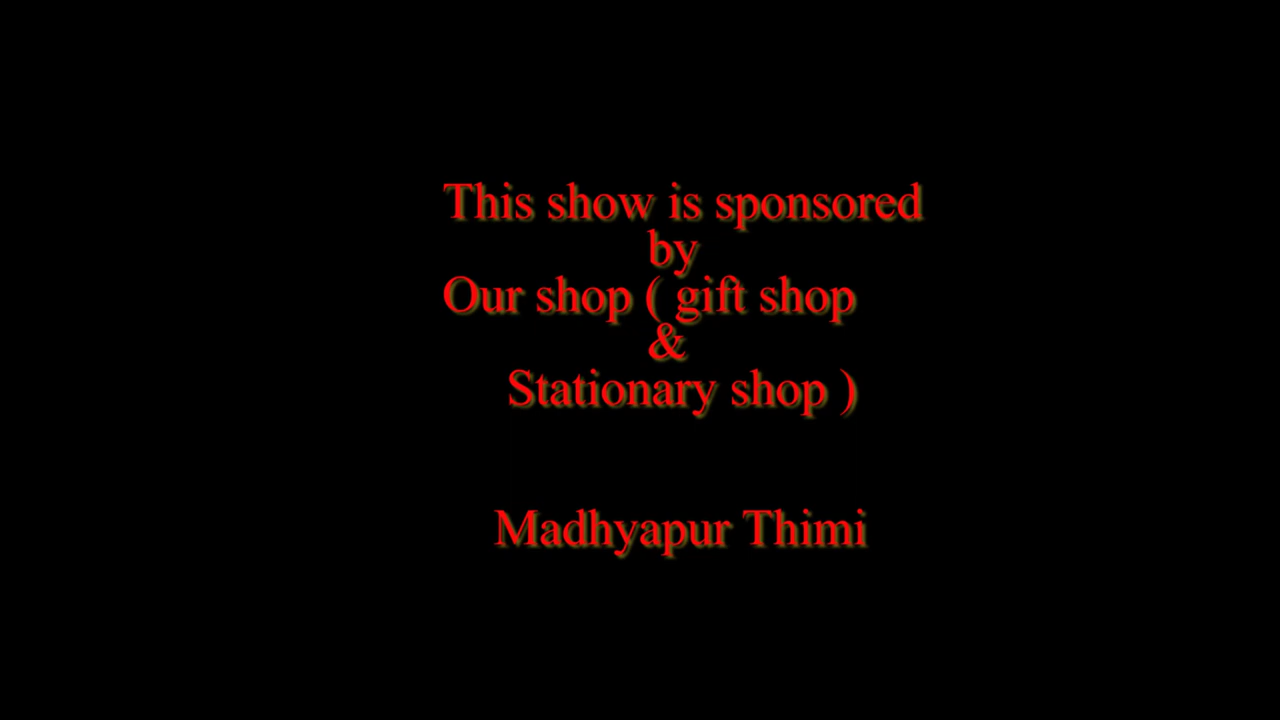 This show is sponsored
by
Our shop ( gift shop
&
Stationary shop )
Madhyapur Thimi